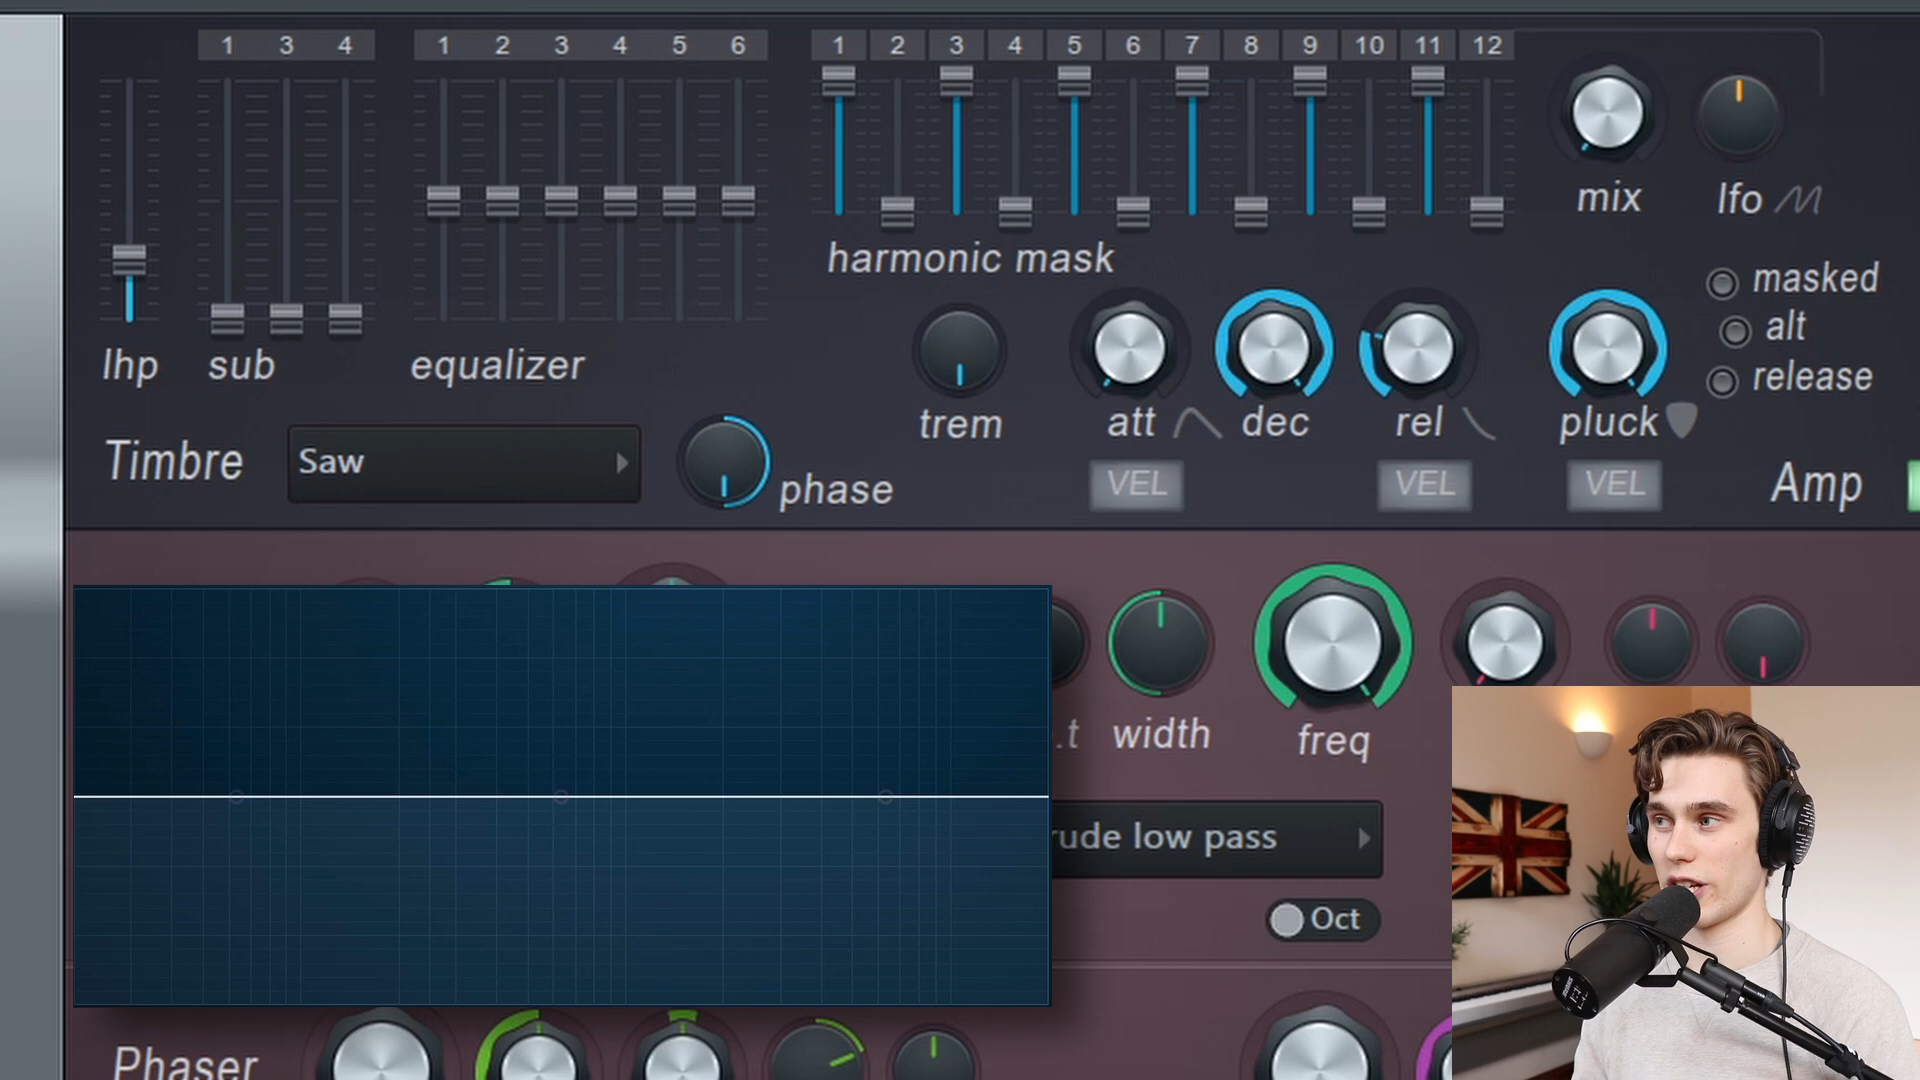 1 3 4 1 2 3 4 5 6 1 2 3 4 5 6 7 8 9 10 11 12
mix lfo
harmonic mask
masked
alt
release
lhp sub equalizer
trem att dec rel pluck
Timbre Saw phase
VEL VEL VEL Amp
.t width freq
rude low pass
Oct
Phaser